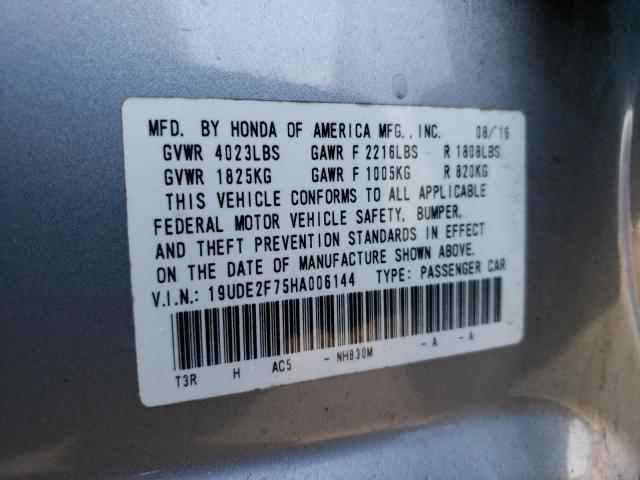 MFD. BY HONDA OF AMERICA MFG., INC. 08/16
GVWR 4023LBS GAWR F 2216LBS R 1808LBS
GVWR 1825KG GAWR F 1005KG R 820KG
THIS VEHICLE CONFORMS TO ALL APPLICABLE
FEDERAL MOTOR VEHICLE SAFETY, BUMPER,
AND THEFT PREVENTION STANDARDS IN EFFECT
ON THE DATE OF MANUFACTURE SHOWN ABOVE.
V.I.N.: 19UDE2F75HA006144 TYPE: PASSENGER CAR
T3R H AC5 - NH830M - A - A